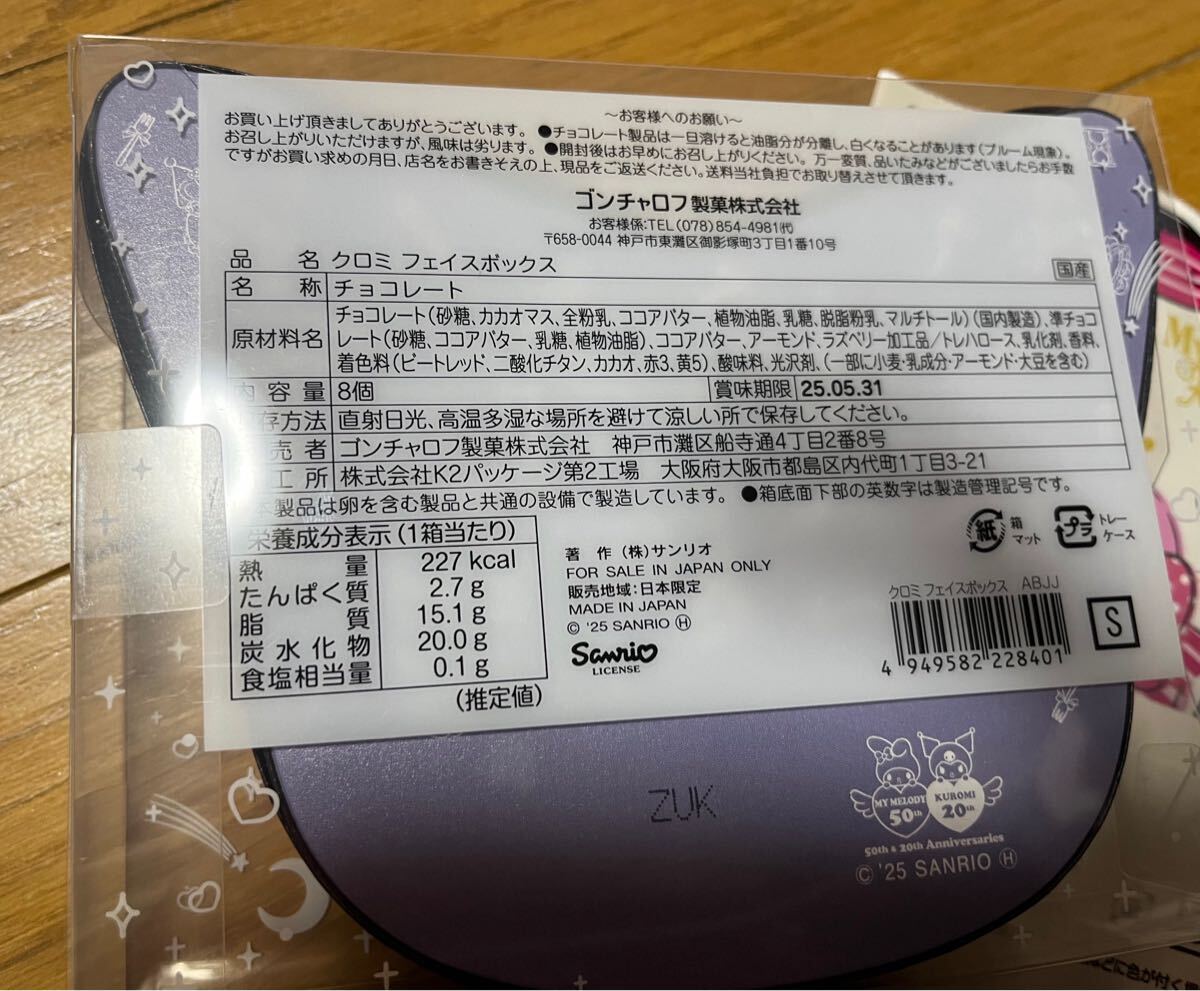 ~お客様へのお願い~
お買い上げ頂きましてありがとうございます。 ●チョコレート製品は一旦溶けると油脂分が分離し、白くなることがあります(ブルーム現象)。
お召し上がりいただけますが、風味は劣ります。 ●開封後はお早めにお召し上がりください。 万一変質、品いたみなどがございましたらお手数
ですがお買い求めの月日、店名をお書きそえの上、現品をご返送ください。送料当社負担でお取り替えさせて頂きます。
ゴンチャロフ製菓株式会社
お客様係:TEL(078)854-4981㈹
〒658-0044 神戸市東灘区御影塚町3丁目1番10号
品 名 クロミ フェイスボックス
国産
名 称 チョコレート
原材料名 チョコレート(砂糖、カカオマス、全粉乳、ココアバター、植物油脂、乳糖、脱脂粉乳、マルチトール)(国内製造)、準チョコ
レート(砂糖、ココアバター、乳糖、植物油脂)、ココアバター、アーモンド、ラズベリー加工品/トレハロース、乳化剤、香料、
着色料(ビートレッド、二酸化チタン、カカオ、赤3、黄5)、酸味料、光沢剤、(一部に小麦・乳成分・アーモンド・大豆を含む)
内容量 8個 賞味期限 25.05.31
存方法 直射日光、高温多湿な場所を避けて涼しい所で保存してください。
売者 ゴンチャロフ製菓株式会社 神戸市灘区船寺通4丁目2番8号
工所 株式会社K2パッケージ第2工場 大阪府大阪市都島区内代町1丁目3-21
本製品は卵を含む製品と共通の設備で製造しています。 ●箱底面下部の英数字は製造管理記号です。
栄養成分表示(1箱当たり)
熱量 227 kcal
たんぱく質 2.7 g
脂質 15.1 g
炭水化物 20.0 g
食塩相当量 0.1 g
(推定値)
著 作 (株)サンリオ
FOR SALE IN JAPAN ONLY
販売地域:日本限定
MADE IN JAPAN
© '25 SANRIO Ⓗ
Sanrio
LICENSE
紙 箱 マット
プラ トレー ケース
クロミ フェイスボックス ABJJ
4 949582 228401
S
ZUK
MY MELODY 50th
KUROMI 20th
50th & 20th Anniversaries
© '25 SANRIO Ⓗ